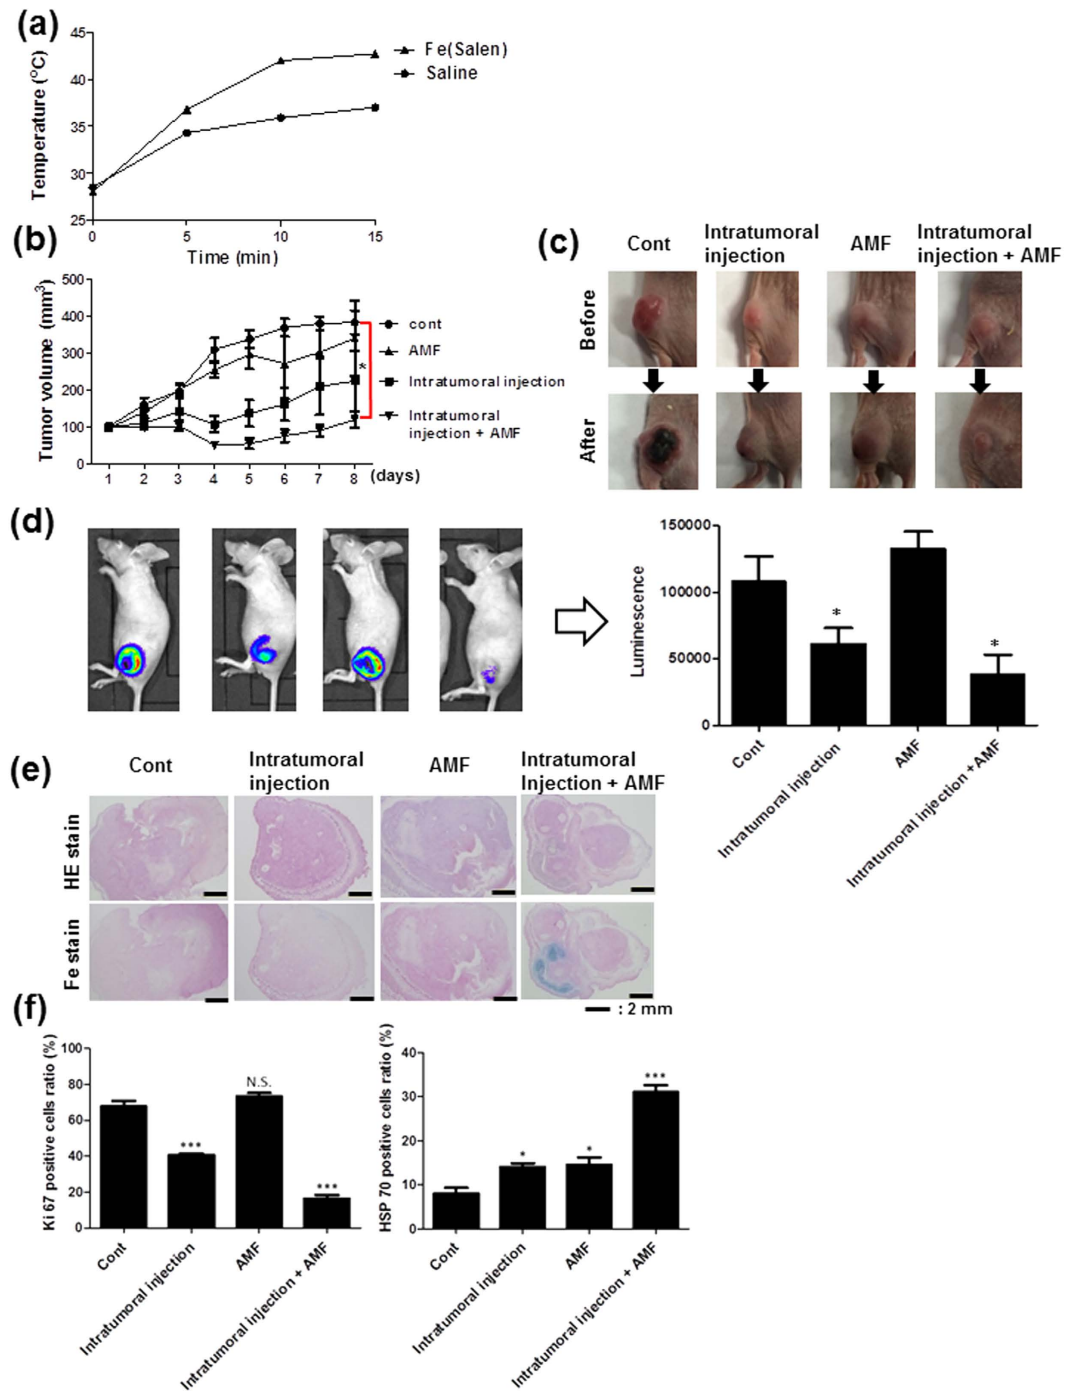 (a)
45
40
35
30
25
Temperature (°C)
0
5
10
15
Time (min)
Fe(Salen)
Saline
(b)
500
400
300
200
100
0
Tumor volume (mm³)
1
2
3
4
5
6
7
8
(days)
cont
AMF
*
Intratumoral injection
Intratumoral
injection + AMF
(c)
Cont
Intratumoral
injection
AMF
Intratumoral
injection + AMF
Before
After
(d)
150000
100000
50000
0
Luminescence
*
*
Cont
Intratumoral injection
AMF
Intratumoral injection +AMF
(e)
Cont
Intratumoral
injection
AMF
Intratumoral
Injection + AMF
HE stain
Fe stain
: 2 mm
(f)
100
80
60
40
20
0
Ki 67 positive cells ratio (%)
***
N.S.
***
Cont
Intratumoral injection
AMF
Intratumoral injection + AMF
40
30
20
10
0
HSP 70 positive cells ratio (%)
*
*
***
Cont
Intratumoral injection
AMF
Intratumoral injection + AMF